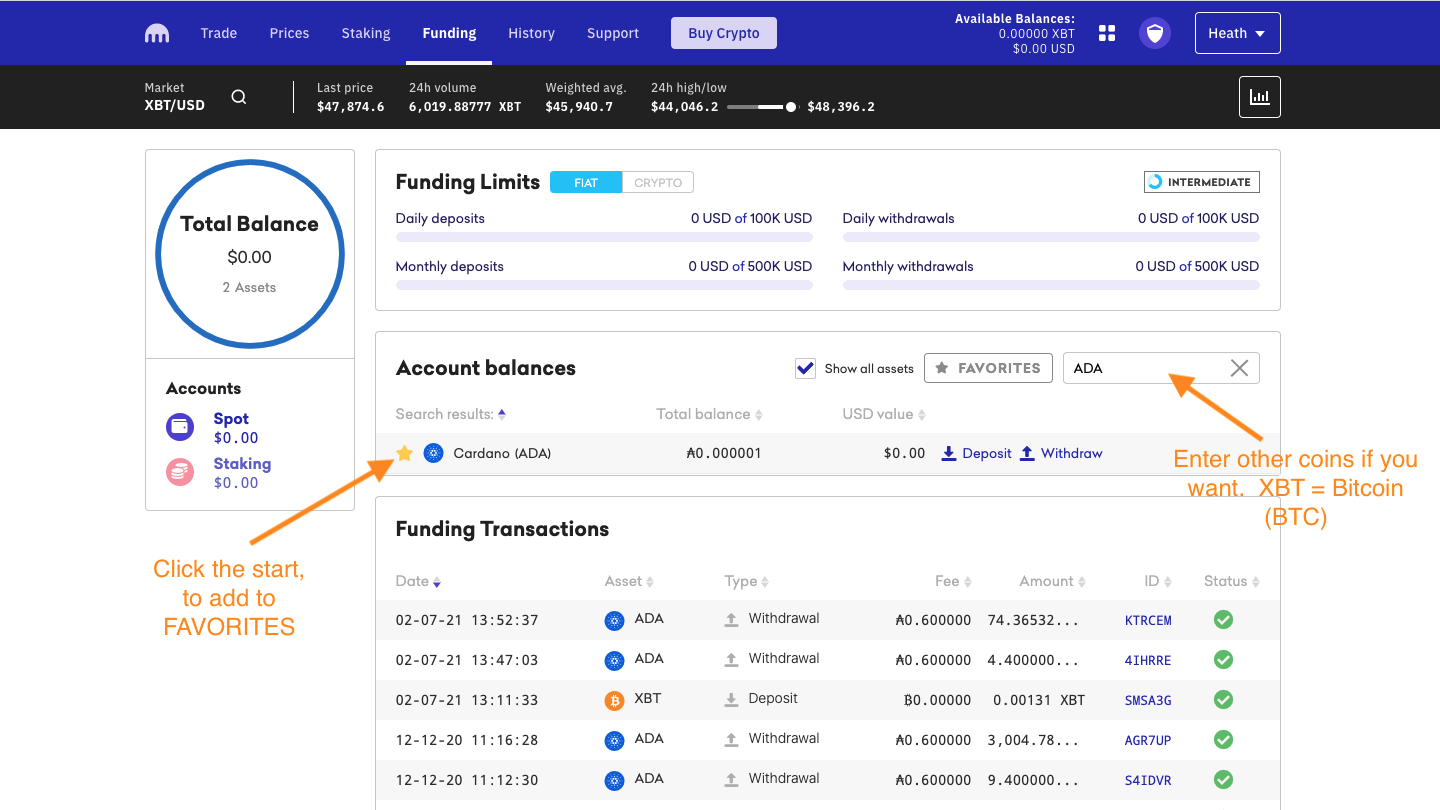 Trade Prices Staking Funding History Support Buy Crypto
Available Balances:
0.00000 XBT
$0.00 USD
Heath
Market
XBT/USD
Last price
$47,874.6
24h volume
6,019.88777 XBT
Weighted avg.
$45,940.7
24h high/low
$44,046.2 $48,396.2
Total Balance
$0.00
2 Assets
Accounts
Spot
$0.00
Staking
$0.00
Funding Limits FIAT CRYPTO INTERMEDIATE
Daily deposits 0 USD of 100K USD
Daily withdrawals 0 USD of 100K USD
Monthly deposits 0 USD of 500K USD
Monthly withdrawals 0 USD of 500K USD
Account balances Show all assets FAVORITES ADA
Search results: Total balance USD value
Cardano (ADA) ₳0.000001 $0.00 Deposit Withdraw
Enter other coins if you
want. XBT = Bitcoin
(BTC)
Click the start,
to add to
FAVORITES
Funding Transactions
Date Asset Type Fee Amount ID Status
02-07-21 13:52:37 ADA Withdrawal ₳0.600000 74.36532... KTRCEM
02-07-21 13:47:03 ADA Withdrawal ₳0.600000 4.400000... 4IHRRE
02-07-21 13:11:33 XBT Deposit ₿0.00000 0.00131 XBT SMSA3G
12-12-20 11:16:28 ADA Withdrawal ₳0.600000 3,004.78... AGR7UP
12-12-20 11:12:30 ADA Withdrawal ₳0.600000 9.400000... S4IDVR